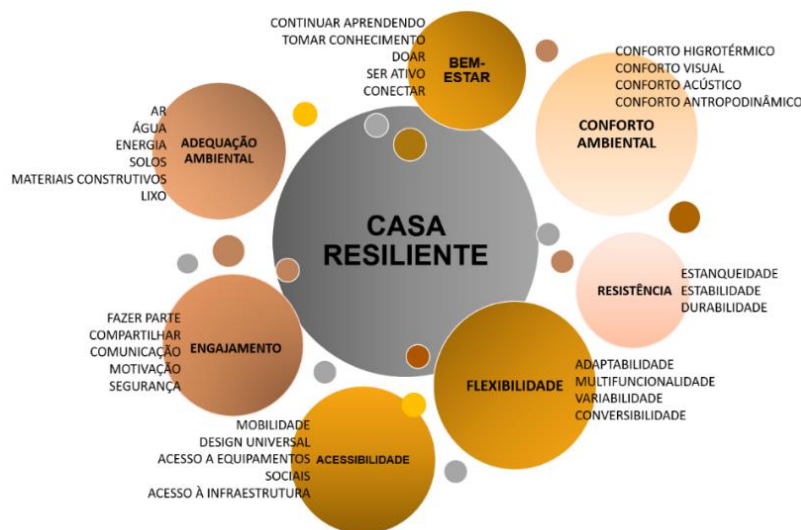 CONTINUAR APRENDENDO
TOMAR CONHECIMENTO
DOAR
SER ATIVO
CONECTAR
BEM-
ESTAR
CONFORTO HIGROTÉRMICO
CONFORTO VISUAL
CONFORTO ACÚSTICO
CONFORTO ANTROPODINÂMICO
CONFORTO
AMBIENTAL
AR
ÁGUA
ENERGIA
SOLOS
MATERIAIS CONSTRUTIVOS
LIXO
ADEQUAÇÃO
AMBIENTAL
CASA
RESILIENTE
RESISTÊNCIA
ESTANQUEIDADE
ESTABILIDADE
DURABILIDADE
FAZER PARTE
COMPARTILHAR
COMUNICAÇÃO
MOTIVAÇÃO
SEGURANÇA
ENGAJAMENTO
FLEXIBILIDADE
ADAPTABILIDADE
MULTIFUNCIONALIDADE
VARIABILIDADE
CONVERSIBILIDADE
MOBILIDADE
DESIGN UNIVERSAL
ACESSO A EQUIPAMENTOS
SOCIAIS
ACESSO À INFRAESTRUTURA
ACESSIBILIDADE